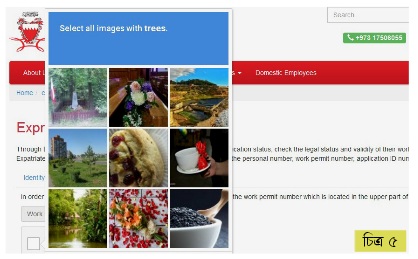 Search
Select all images with trees.
+973 17506055
About
s
Domestic Employees
Home :
Expr
Through
ication status, check the legal status and validity of their work
Expatriate
the personal number, work permit number, application ID num
Identity
In order
the work permit number which is located in the upper part of
Work
চিত্র ৫